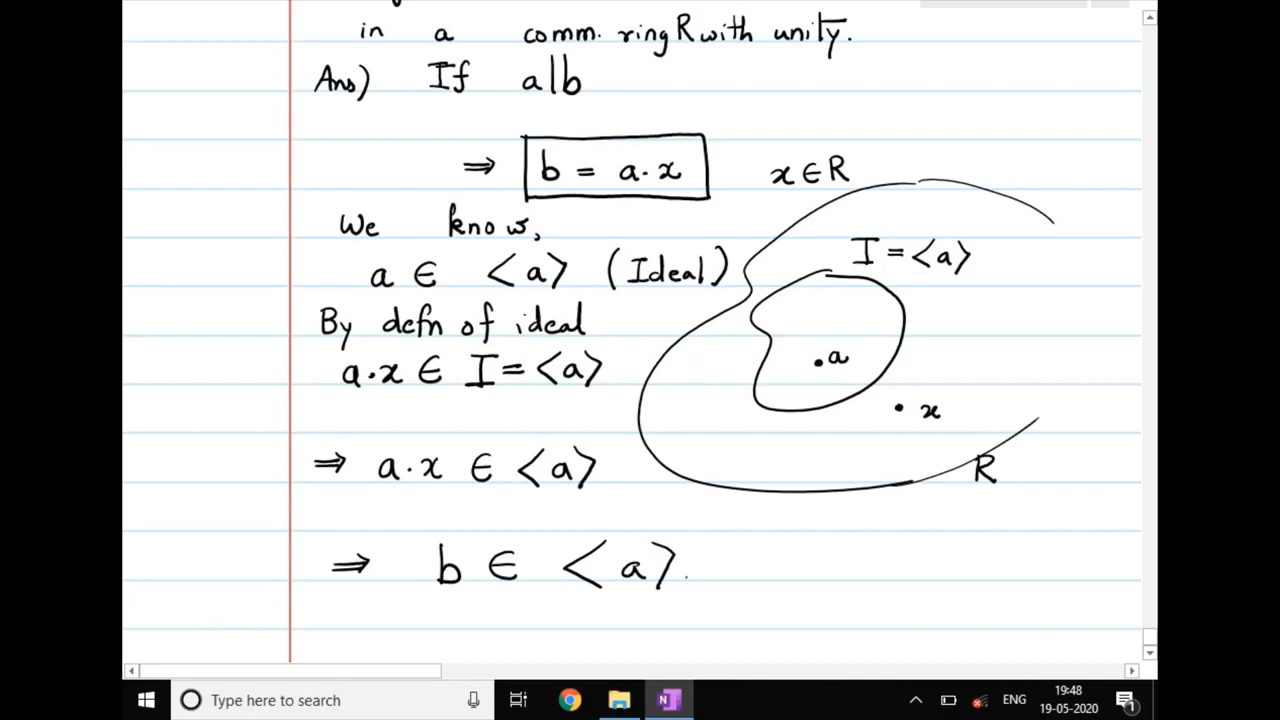 in a comm. ring R with unity.
Ans) If a|b
⇒ b = a.x x ∈ R
We know,
a ∈ <a> (Ideal)
I = <a>
By defn of ideal
.a
a.x ∈ I = <a>
. x
⇒ a.x ∈ <a>
R
⇒ b ∈ <a>.
Type here to search
ENG
19:48
19-05-2020
1